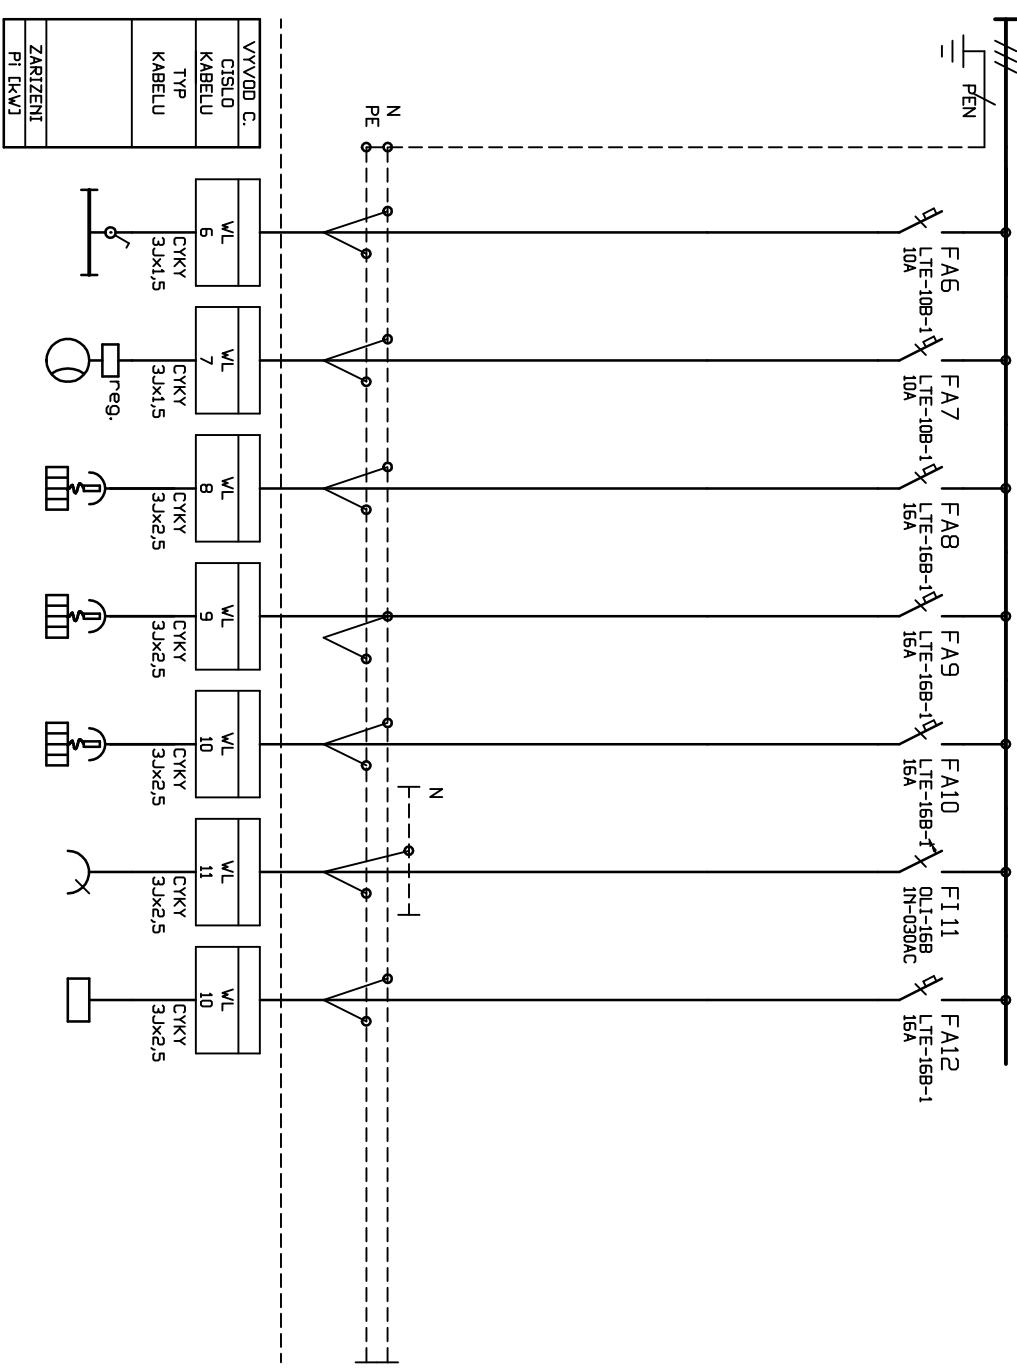 PEN
FA6
LTE-10B-1
10A
FA7
LTE-10B-1
10A
FA8
LTE-16B-1
16A
FA9
LTE-16B-1
16A
FA10
LTE-16B-1
16A
FI11
OLI-16B
1N-030AC
FA12
LTE-16B-1
16A
N
N
PE
VYVOD C.
CISLO
KABELU
TYP
KABELU
ZARIZENI
Pi [kW]
WL
6
CYKY
3Jx1,5
WL
7
CYKY
3Jx1,5
reg.
WL
8
CYKY
3Jx2,5
WL
9
CYKY
3Jx2,5
WL
10
CYKY
3Jx2,5
WL
11
CYKY
3Jx2,5
WL
10
CYKY
3Jx2,5